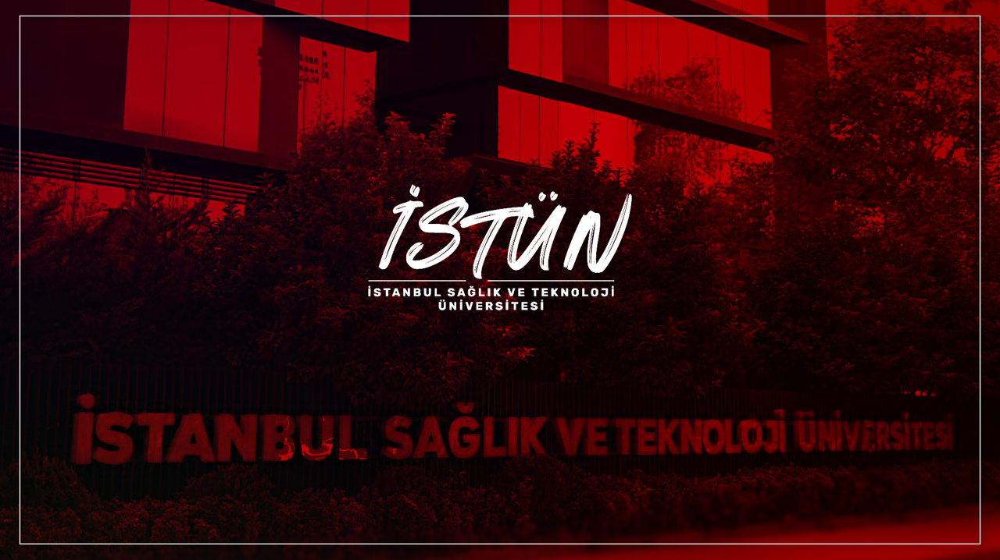 İSTÜN
İSTANBUL SAĞLIK VE TEKNOLOJİ
ÜNİVERSİTESİ
İSTANBUL SAĞLIK VE TEKNOLOJİ ÜNİVERSİTESİ